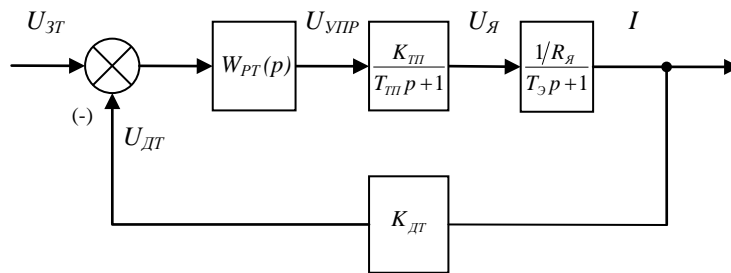 U_ЗТ
U_УПР
U_Я
I
W_РТ(p)
K_ТП
T_ТП p+1
1/R_Я
T_Э p+1
(-)
U_ДТ
K_ДТ